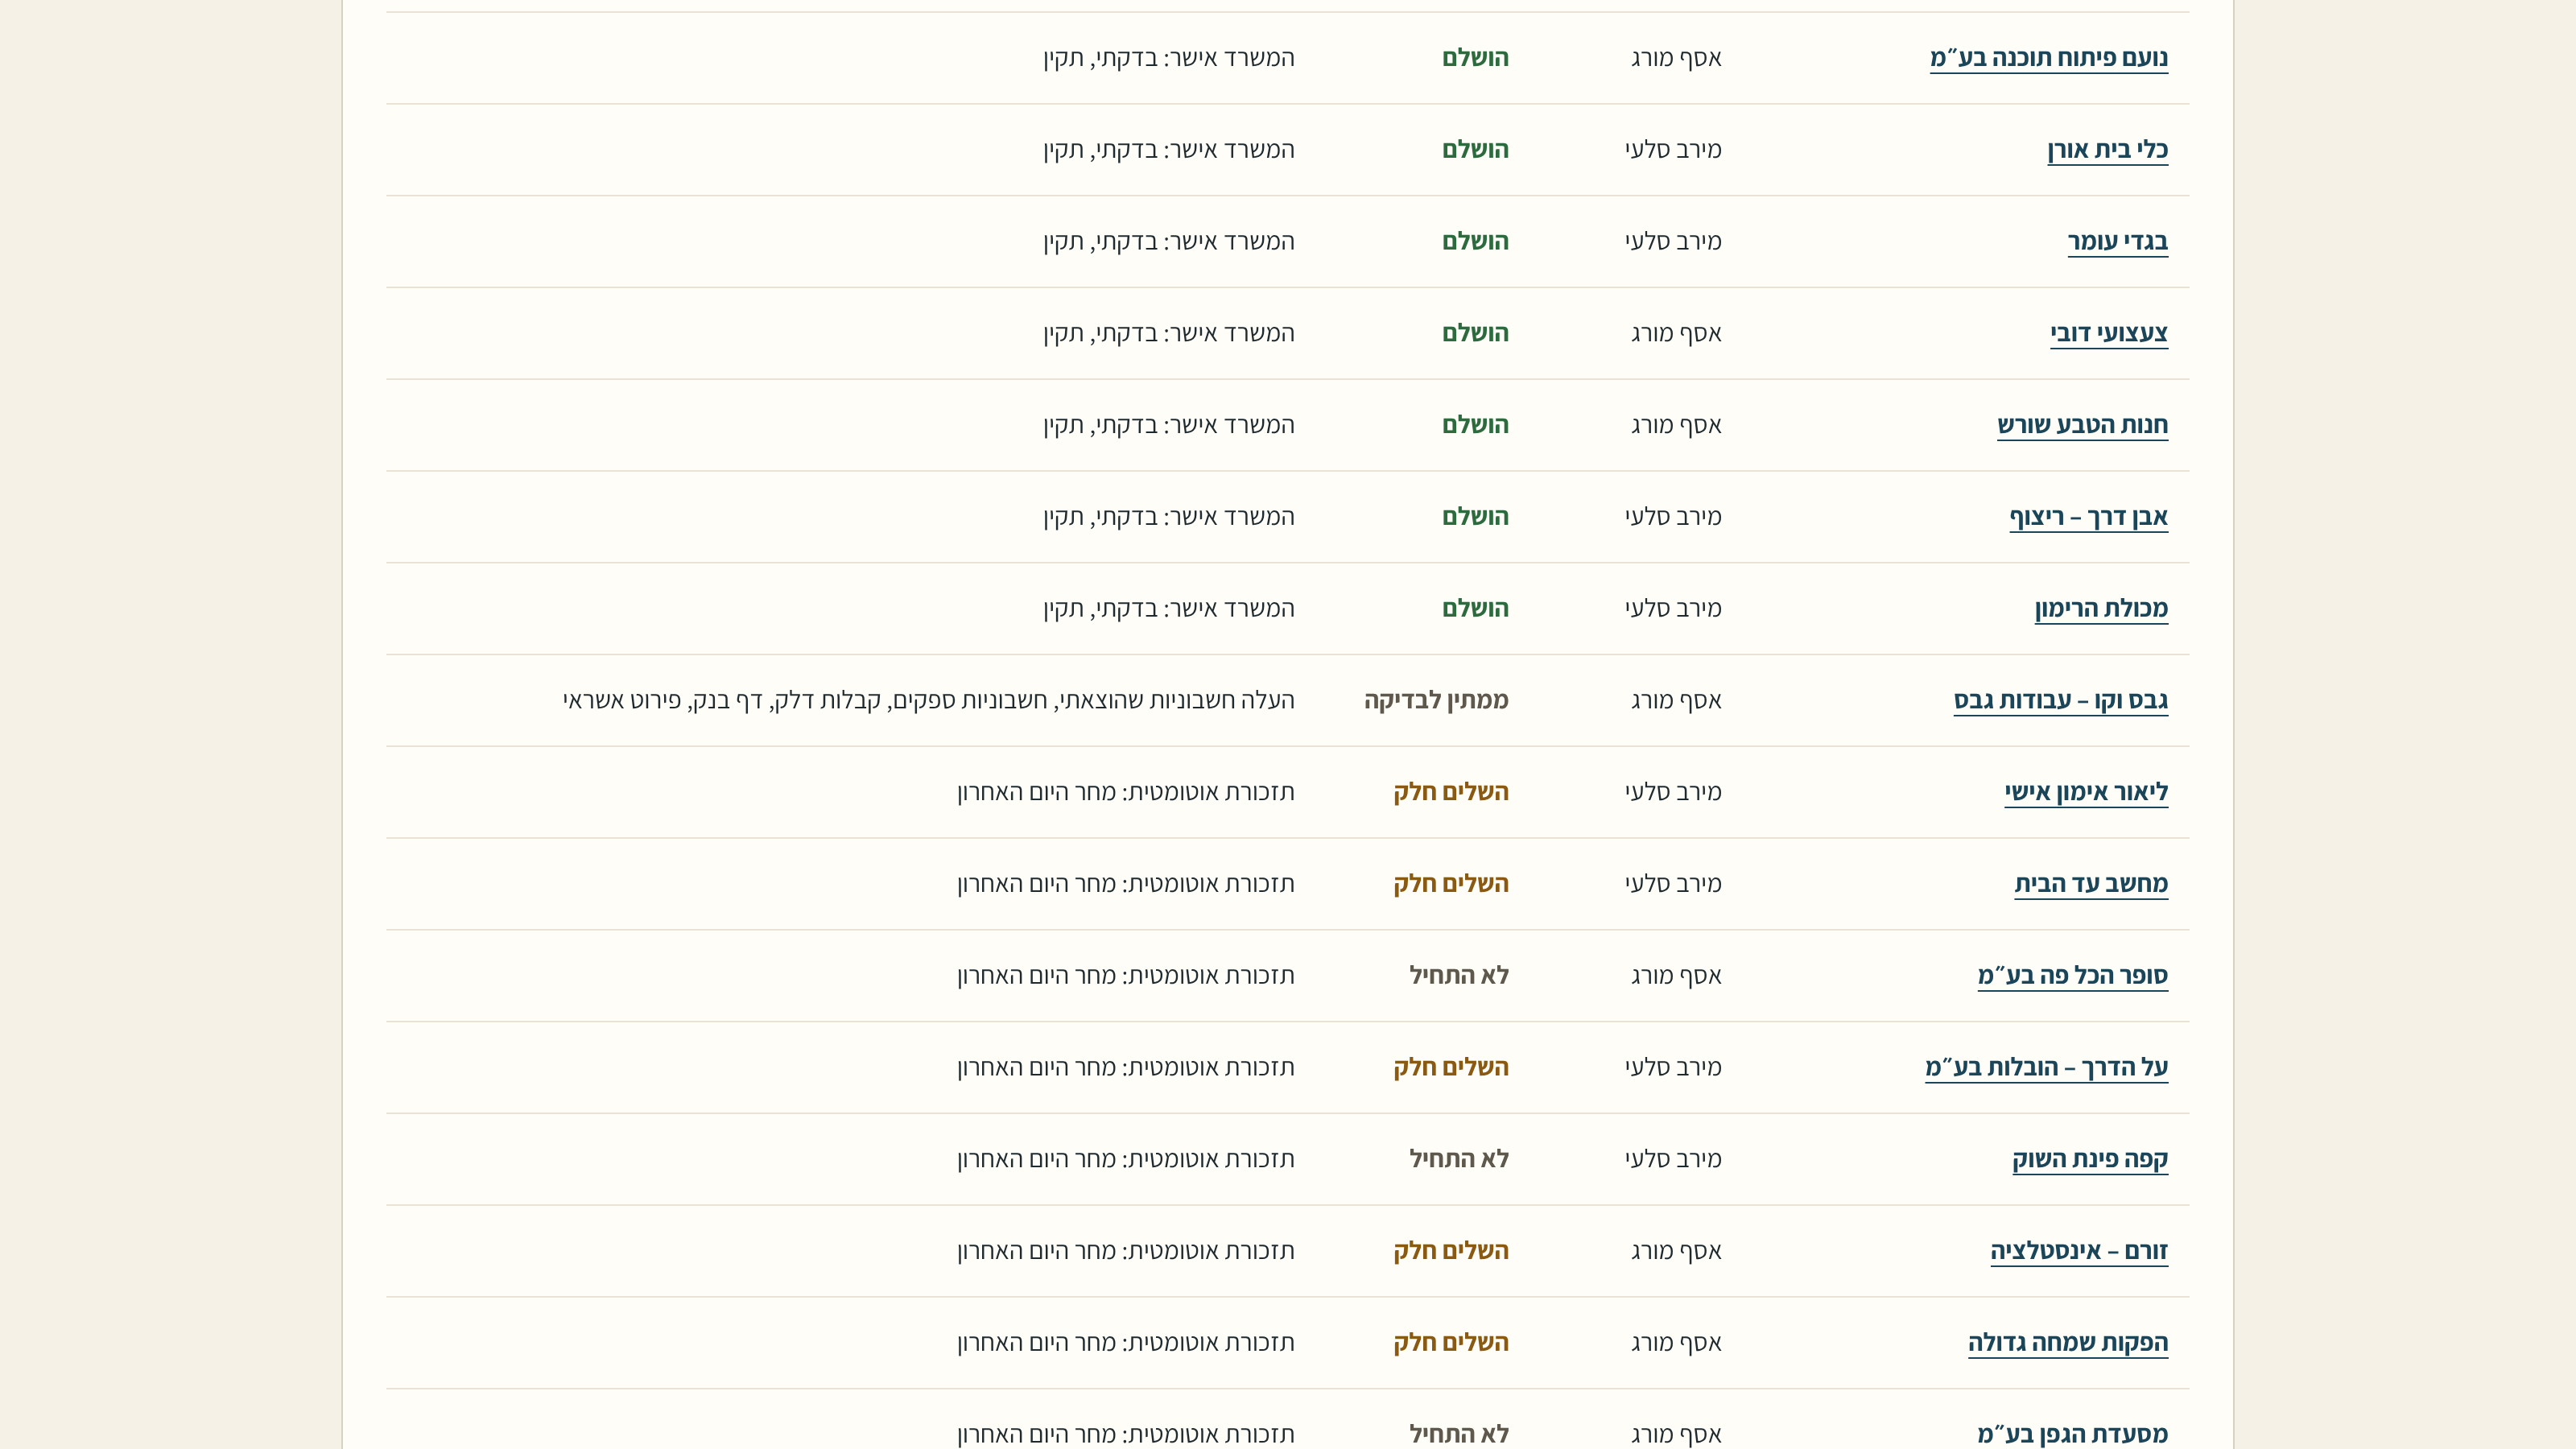 נועם פיתוח תוכנה בע״מ אסף מורג הושלם המשרד אישר: בדקתי, תקין
כלי בית אורן מירב סלעי הושלם המשרד אישר: בדקתי, תקין
בגדי עומר מירב סלעי הושלם המשרד אישר: בדקתי, תקין
צעצועי דובי אסף מורג הושלם המשרד אישר: בדקתי, תקין
חנות הטבע שורש אסף מורג הושלם המשרד אישר: בדקתי, תקין
אבן דרך – ריצוף מירב סלעי הושלם המשרד אישר: בדקתי, תקין
מכולת הרימון מירב סלעי הושלם המשרד אישר: בדקתי, תקין
גבס וקו – עבודות גבס אסף מורג ממתין לבדיקה העלה חשבוניות שהוצאתי, חשבוניות ספקים, קבלות דלק, דף בנק, פירוט אשראי
ליאור אימון אישי מירב סלעי השלים חלק תזכורת אוטומטית: מחר היום האחרון
מחשב עד הבית מירב סלעי השלים חלק תזכורת אוטומטית: מחר היום האחרון
סופר הכל פה בע״מ אסף מורג לא התחיל תזכורת אוטומטית: מחר היום האחרון
על הדרך – הובלות בע״מ מירב סלעי השלים חלק תזכורת אוטומטית: מחר היום האחרון
קפה פינת השוק מירב סלעי לא התחיל תזכורת אוטומטית: מחר היום האחרון
זורם – אינסטלציה אסף מורג השלים חלק תזכורת אוטומטית: מחר היום האחרון
הפקות שמחה גדולה אסף מורג השלים חלק תזכורת אוטומטית: מחר היום האחרון
מסעדת הגפן בע״מ אסף מורג לא התחיל תזכורת אוטומטית: מחר היום האחרון